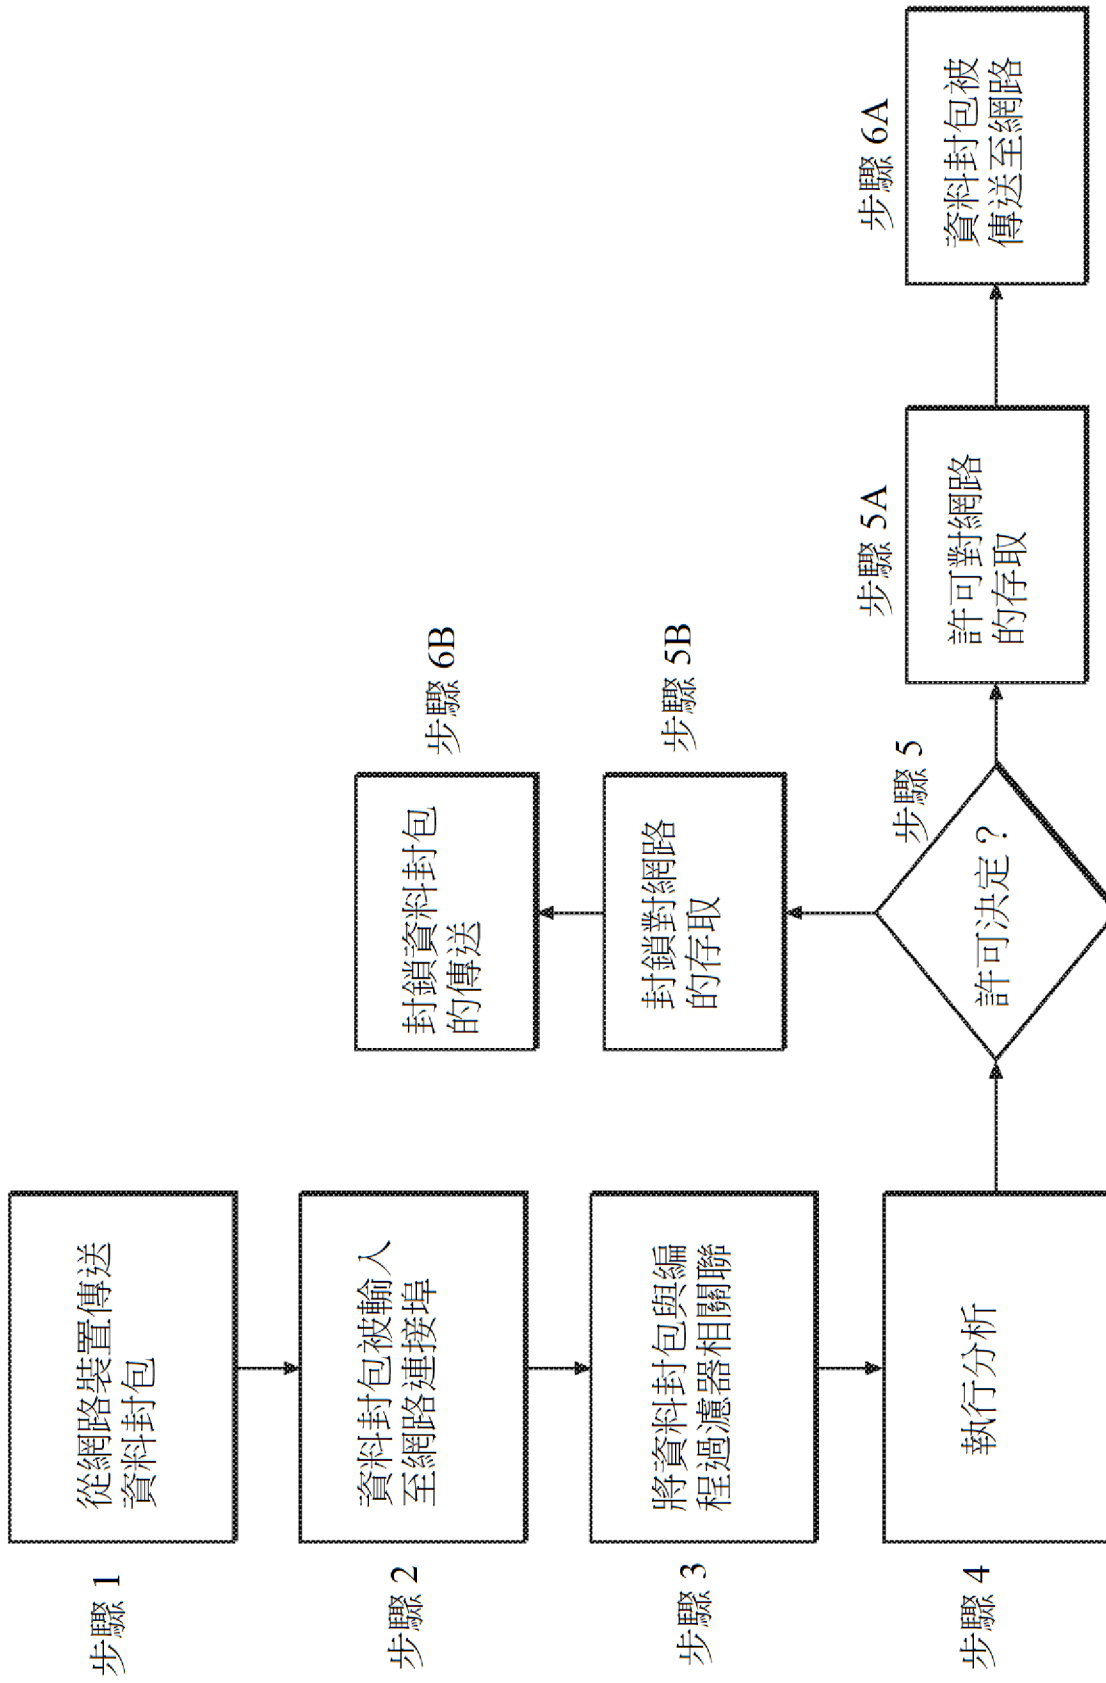 步驟 1
從網路裝置傳送
資料封包
步驟 2
資料封包被輸入
至網路連接埠
步驟 3
將資料封包與編
程過濾器相關聯
步驟 4
執行分析
步驟 5
許可決定？
步驟 5B
封鎖對網路
的存取
步驟 6B
封鎖資料封包
的傳送
步驟 5A
許可對網路
的存取
步驟 6A
資料封包被
傳送至網路